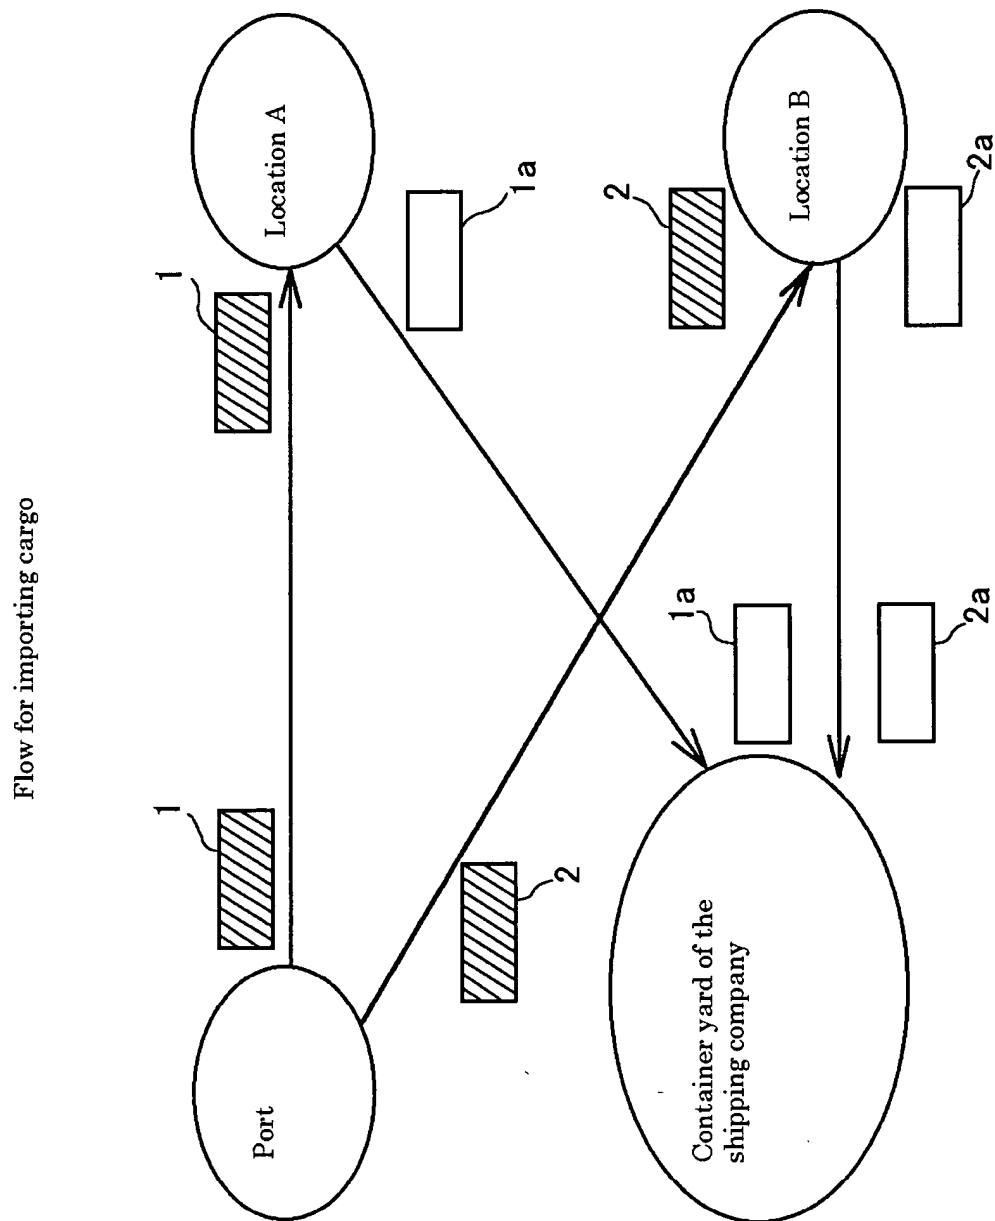 Flow for importing cargo
Port
1
1
Location A
1a
2
2
Location B
1a
2a
2a
Container yard of the
shipping company